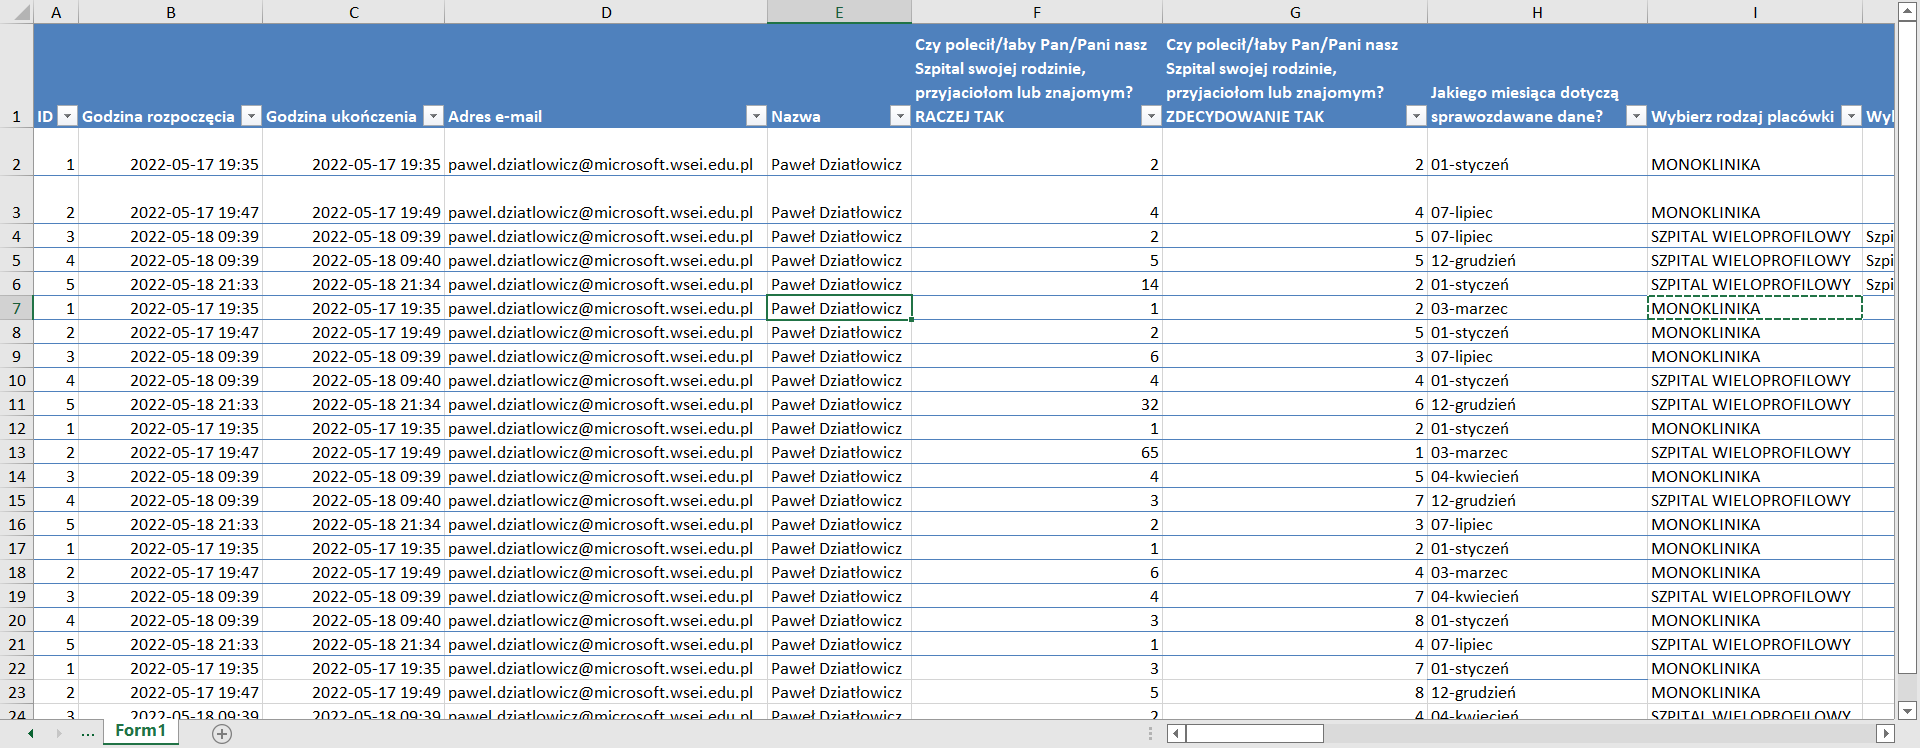 A B C D E F G H I
1 ID Godzina rozpoczęcia Godzina ukończenia Adres e-mail Nazwa Czy polecił/łaby Pan/Pani nasz Szpital swojej rodzinie, przyjaciołom lub znajomym? RACZEJ TAK Czy polecił/łaby Pan/Pani nasz Szpital swojej rodzinie, przyjaciołom lub znajomym? ZDECYDOWANIE TAK Jakiego miesiąca dotyczą sprawozdawane dane? Wybierz rodzaj placówki Wyl
2 1 2022-05-17 19:35 2022-05-17 19:35 pawel.dziatlowicz@microsoft.wsei.edu.pl Paweł Dziatłowicz 2 2 01-styczeń MONOKLINIKA
3 2 2022-05-17 19:47 2022-05-17 19:49 pawel.dziatlowicz@microsoft.wsei.edu.pl Paweł Dziatłowicz 4 4 07-lipiec MONOKLINIKA
4 3 2022-05-18 09:39 2022-05-18 09:39 pawel.dziatlowicz@microsoft.wsei.edu.pl Paweł Dziatłowicz 2 5 07-lipiec SZPITAL WIELOPROFILOWY Szpi
5 4 2022-05-18 09:39 2022-05-18 09:40 pawel.dziatlowicz@microsoft.wsei.edu.pl Paweł Dziatłowicz 5 5 12-grudzień SZPITAL WIELOPROFILOWY Szpi
6 5 2022-05-18 21:33 2022-05-18 21:34 pawel.dziatlowicz@microsoft.wsei.edu.pl Paweł Dziatłowicz 14 2 01-styczeń SZPITAL WIELOPROFILOWY Szpi
7 1 2022-05-17 19:35 2022-05-17 19:35 pawel.dziatlowicz@microsoft.wsei.edu.pl Paweł Dziatłowicz 1 2 03-marzec MONOKLINIKA
8 2 2022-05-17 19:47 2022-05-17 19:49 pawel.dziatlowicz@microsoft.wsei.edu.pl Paweł Dziatłowicz 2 5 01-styczeń MONOKLINIKA
9 3 2022-05-18 09:39 2022-05-18 09:39 pawel.dziatlowicz@microsoft.wsei.edu.pl Paweł Dziatłowicz 6 3 07-lipiec MONOKLINIKA
10 4 2022-05-18 09:39 2022-05-18 09:40 pawel.dziatlowicz@microsoft.wsei.edu.pl Paweł Dziatłowicz 4 4 01-styczeń SZPITAL WIELOPROFILOWY
11 5 2022-05-18 21:33 2022-05-18 21:34 pawel.dziatlowicz@microsoft.wsei.edu.pl Paweł Dziatłowicz 32 6 12-grudzień SZPITAL WIELOPROFILOWY
12 1 2022-05-17 19:35 2022-05-17 19:35 pawel.dziatlowicz@microsoft.wsei.edu.pl Paweł Dziatłowicz 1 2 01-styczeń MONOKLINIKA
13 2 2022-05-17 19:47 2022-05-17 19:49 pawel.dziatlowicz@microsoft.wsei.edu.pl Paweł Dziatłowicz 65 1 03-marzec SZPITAL WIELOPROFILOWY
14 3 2022-05-18 09:39 2022-05-18 09:39 pawel.dziatlowicz@microsoft.wsei.edu.pl Paweł Dziatłowicz 4 5 04-kwiecień MONOKLINIKA
15 4 2022-05-18 09:39 2022-05-18 09:40 pawel.dziatlowicz@microsoft.wsei.edu.pl Paweł Dziatłowicz 3 7 12-grudzień SZPITAL WIELOPROFILOWY
16 5 2022-05-18 21:33 2022-05-18 21:34 pawel.dziatlowicz@microsoft.wsei.edu.pl Paweł Dziatłowicz 2 3 07-lipiec MONOKLINIKA
17 1 2022-05-17 19:35 2022-05-17 19:35 pawel.dziatlowicz@microsoft.wsei.edu.pl Paweł Dziatłowicz 1 2 01-styczeń MONOKLINIKA
18 2 2022-05-17 19:47 2022-05-17 19:49 pawel.dziatlowicz@microsoft.wsei.edu.pl Paweł Dziatłowicz 6 4 03-marzec MONOKLINIKA
19 3 2022-05-18 09:39 2022-05-18 09:39 pawel.dziatlowicz@microsoft.wsei.edu.pl Paweł Dziatłowicz 4 7 04-kwiecień SZPITAL WIELOPROFILOWY
20 4 2022-05-18 09:39 2022-05-18 09:40 pawel.dziatlowicz@microsoft.wsei.edu.pl Paweł Dziatłowicz 3 8 01-styczeń MONOKLINIKA
21 5 2022-05-18 21:33 2022-05-18 21:34 pawel.dziatlowicz@microsoft.wsei.edu.pl Paweł Dziatłowicz 1 4 07-lipiec SZPITAL WIELOPROFILOWY
22 1 2022-05-17 19:35 2022-05-17 19:35 pawel.dziatlowicz@microsoft.wsei.edu.pl Paweł Dziatłowicz 3 7 01-styczeń MONOKLINIKA
23 2 2022-05-17 19:47 2022-05-17 19:49 pawel.dziatlowicz@microsoft.wsei.edu.pl Paweł Dziatłowicz 5 8 12-grudzień MONOKLINIKA
24 3 2022-05-18 09:39 2022-05-18 09:39 pawel.dziatlowicz@microsoft.wsei.edu.pl Paweł Dziatłowicz 2 4 04-kwiecień SZPITAL WIELOPROFILOWY
... Form1